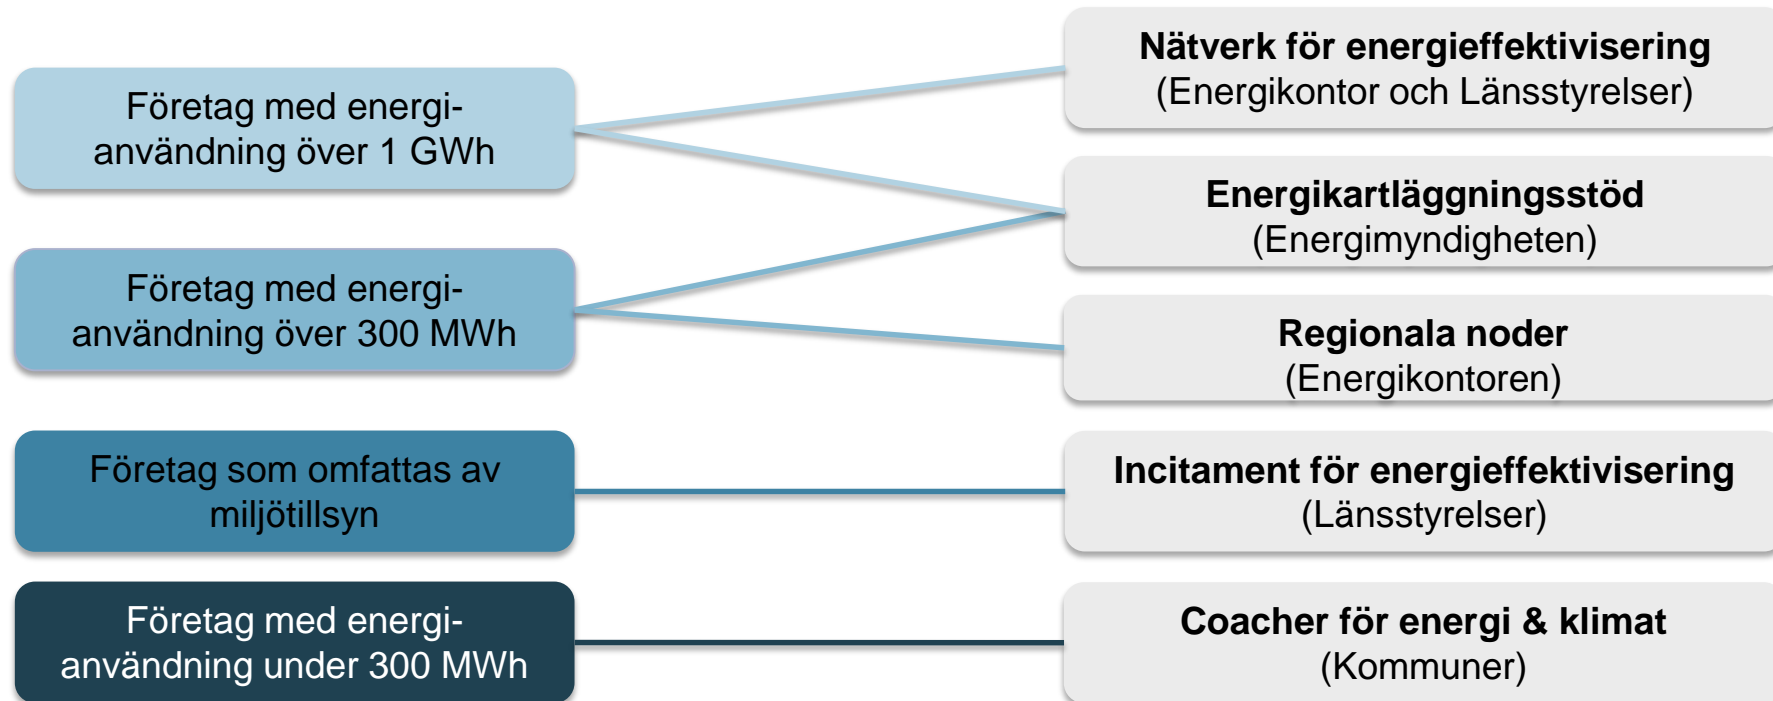 Företag med energi-
användning över 1 GWh
Företag med energi-
användning över 300 MWh
Företag som omfattas av
miljötillsyn
Företag med energi-
användning under 300 MWh
Nätverk för energieffektivisering
(Energikontor och Länsstyrelser)
Energikartläggningsstöd
(Energimyndigheten)
Regionala noder
(Energikontoren)
Incitament för energieffektivisering
(Länsstyrelser)
Coacher för energi & klimat
(Kommuner)